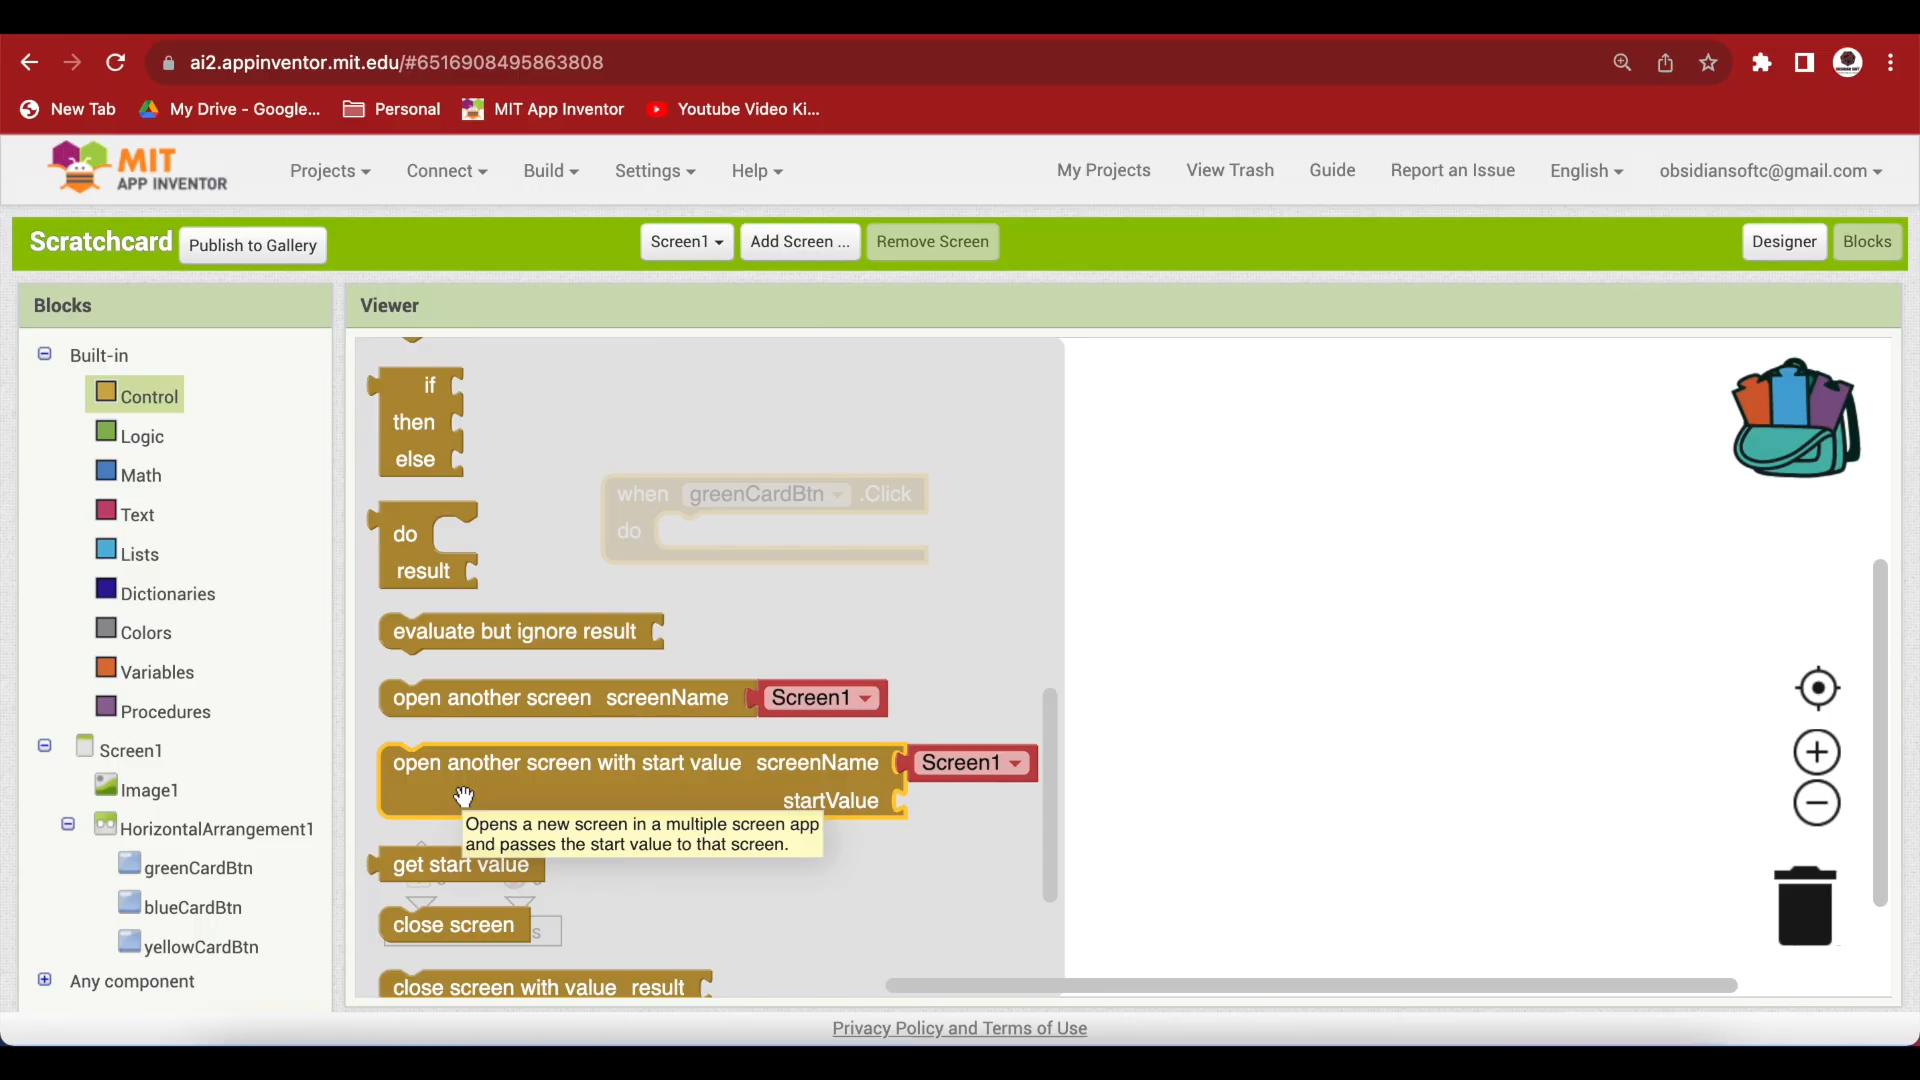 ai2.appinventor.mit.edu/#6516908495863808
New Tab My Drive - Google... Personal MIT App Inventor Youtube Video Ki...
MIT
APP INVENTOR
Projects Connect Build Settings Help My Projects View Trash Guide Report an Issue English obsidiansoftc@gmail.com
Scratchcard Publish to Gallery Screen1 Add Screen ... Remove Screen Designer Blocks
Blocks Viewer
Built-in
Control
Logic
Math
Text
Lists
Dictionaries
Colors
Variables
Procedures
Screen1
Image1
HorizontalArrangement1
greenCardBtn
blueCardBtn
yellowCardBtn
Any component
if
then
else
when greenCardBtn .Click
do
do
result
evaluate but ignore result
open another screen screenName Screen1
open another screen with start value screenName Screen1
startValue
Opens a new screen in a multiple screen app
and passes the start value to that screen.
get start value
close screen
close screen with value result
Privacy Policy and Terms of Use